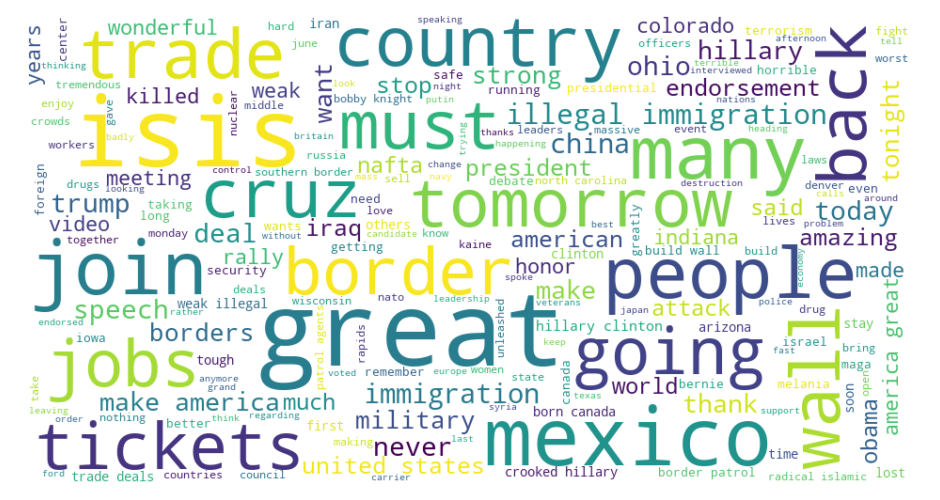 wonderful
hard
iran
speaking
colorado
terrorism
fight
tell
years
center
thinking
trade
june
country
officers
hillary
afternoon
back
worst
tremendous
safe
night
strong
ohio
interviewed
horrible
want
stop
running
presidential
enjoy
killed
nuclear
weak
bobby knight
putin
endorsement
nations
crowds
gave
isis
middle
must
trying
thanks
leaders
illegal immigration
massive
event
heading
tonight
workers
badly
look
britain
happening
china
many
laws
foreign
meeting
control
russia
southern border
nafta
president
change
debate
north carolina
destruction
denver
even
calls
around
drugs
looking
taking
mass
sell
navy
trump
long
cruz
need
love
tomorrow
best
greatly
lives
problem
said
today
video
together
monday
without
wants
others
candidate
know
deal
iraq
getting
kaine
american
indiana
amazing
join
rally
security
clinton
build wall
build
economy
border
honor
spoke
people
made
deals
nato
leadership
unleashed
veterans
make
attack
japan
police
drug
speech
weak illegal
rather
wisconsin
great
hillary clinton
keep
arizona
stay
america great
endorsed
iowa
borders
patrol agents
rapids
going
wall
israel
fast
maga
bring
jobs
tough
voted
remember
europe
women
state
canada
texas
world
bernie
melania
soon
open
take
anymore
grand
leaving
make america
much
immigration
syria
born canada
thank
support
obama
order
nothing
better
think
regarding
first
military
making
never
last
mexico
time
tickets
united states
carrier
crooked hillary
border patrol
radical islamic
lost
ford
trade deals
countries
council